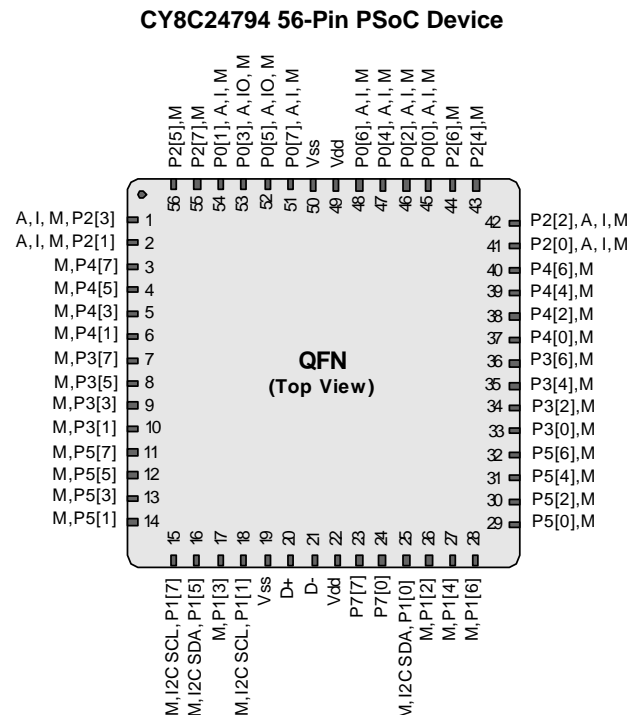 CY8C24794 56-Pin PSoC Device
P2[5],M
P2[7],M
P0[1], A, I, M
P0[3], A, IO, M
P0[5], A, IO, M
P0[7], A, I, M
Vss
Vdd
P0[6], A, I, M
P0[4], A, I, M
P0[2], A, I, M
P0[0], A, I, M
P2[6],M
P2[4],M
56
55
54
53
52
51
50
49
48
47
46
45
44
43
A, I, M, P2[3] 1
A, I, M, P2[1] 2
M, P4[7] 3
M, P4[5] 4
M, P4[3] 5
M, P4[1] 6
M, P3[7] 7
M, P3[5] 8
M, P3[3] 9
M, P3[1] 10
M, P5[7] 11
M, P5[5] 12
M, P5[3] 13
M, P5[1] 14
QFN
(Top View)
42 P2[2], A, I, M
41 P2[0], A, I, M
40 P4[6],M
39 P4[4],M
38 P4[2],M
37 P4[0],M
36 P3[6],M
35 P3[4],M
34 P3[2],M
33 P3[0],M
32 P5[6],M
31 P5[4],M
30 P5[2],M
29 P5[0],M
15
16
17
18
19
20
21
22
23
24
25
26
27
28
M, I2C SCL, P1[7]
M, I2C SDA, P1[5]
M, P1[3]
M, I2C SCL, P1[1]
Vss
D+
D-
Vdd
P7[7]
P7[0]
M, I2C SDA, P1[0]
M, P1[2]
M, P1[4]
M, P1[6]